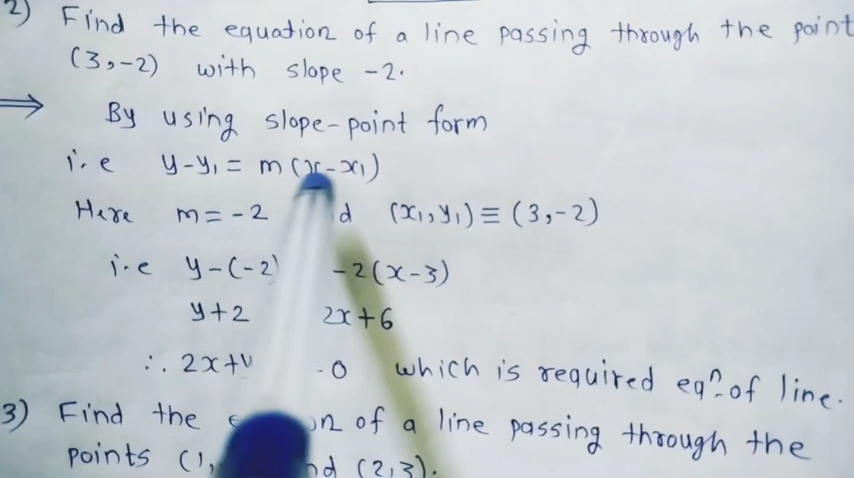 2) Find the equation of a line passing through the point
(3,-2) with slope -2.
⟹ By using slope-point form
i.e y-y₁ = m(x-x₁)
Here m=-2 (x₁,y₁) ≡ (3,-2)
i.e y-(-2) -2(x-3)
y+2 2x+6
∴ 2x+ 0 which is required eqⁿ. of line.
3) Find the of a line passing through the
points (1, (2,3).